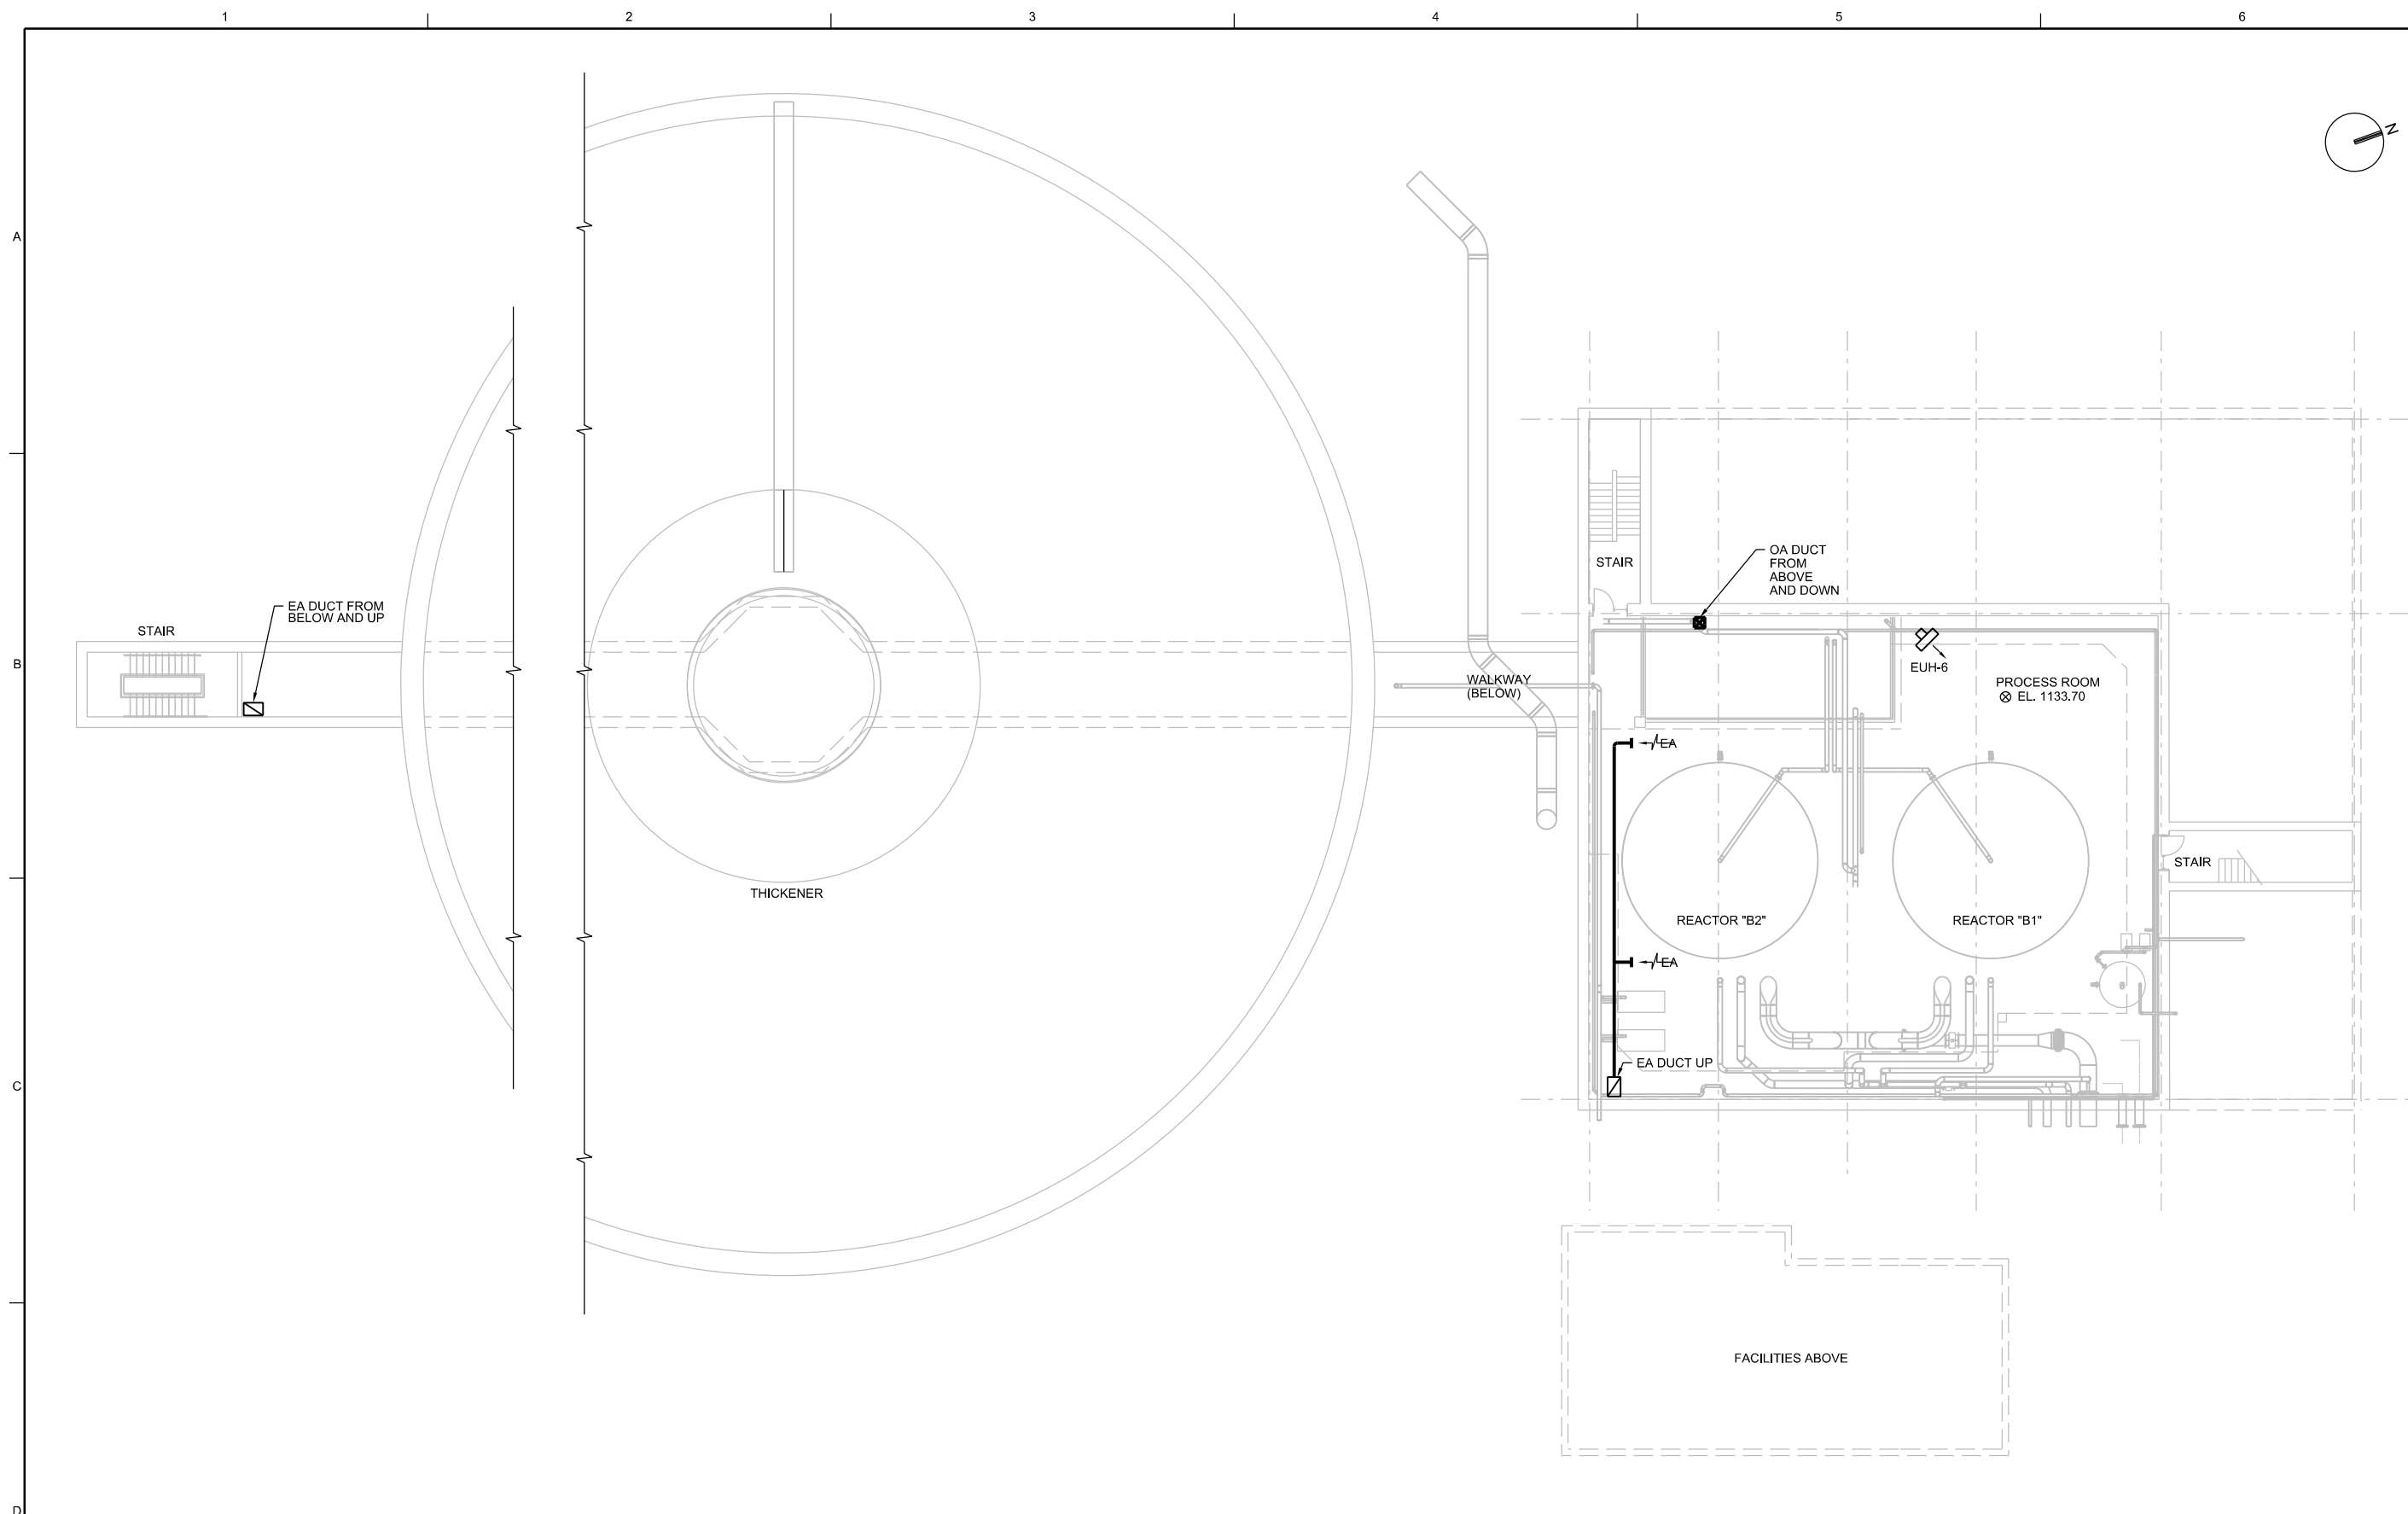 1
2
3
4
5
6
N
A
OA DUCT
FROM
ABOVE
AND DOWN
STAIR
EA DUCT FROM
BELOW AND UP
STAIR
B
EUH-6
WALKWAY
(BELOW)
PROCESS ROOM
EL. 1133.70
EA
STAIR
THICKENER
REACTOR "B2"
REACTOR "B1"
EA
EA DUCT UP
C
FACILITIES ABOVE
D